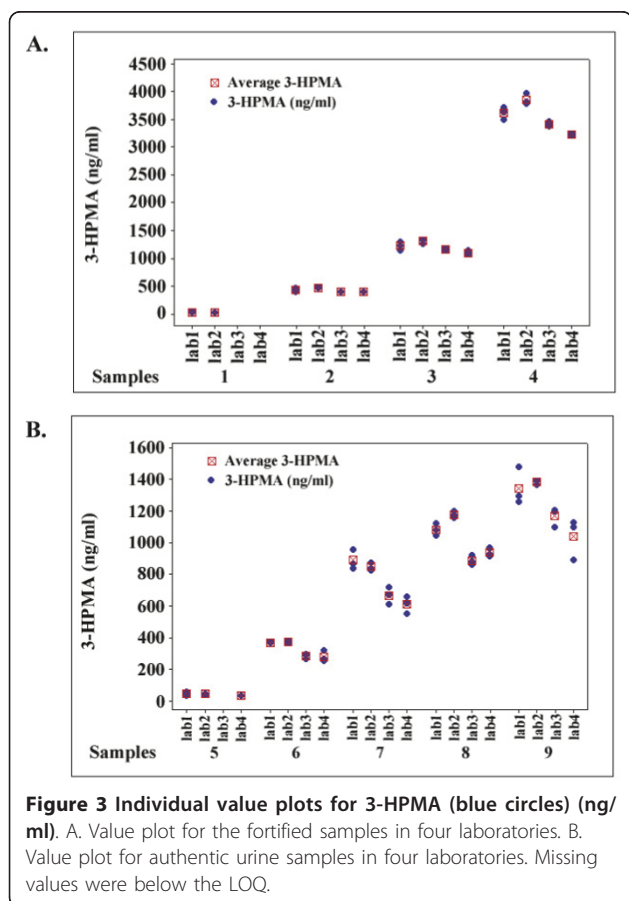 A.
4500
4000
3500
3000
2500
2000
1500
1000
500
0
3-HPMA (ng/ml)
Average 3-HPMA
3-HPMA (ng/ml)
lab1 lab2 lab3 lab4 lab1 lab2 lab3 lab4 lab1 lab2 lab3 lab4 lab1 lab2 lab3 lab4
Samples 1 2 3 4
B.
1600
1400
1200
1000
800
600
400
200
0
3-HPMA (ng/ml)
Average 3-HPMA
3-HPMA (ng/ml)
lab1 lab2 lab3 lab4 lab1 lab2 lab3 lab4 lab1 lab2 lab3 lab4 lab1 lab2 lab3 lab4 lab1 lab2 lab3 lab4
Samples 5 6 7 8 9
Figure 3 Individual value plots for 3-HPMA (blue circles) (ng/
ml). A. Value plot for the fortified samples in four laboratories. B.
Value plot for authentic urine samples in four laboratories. Missing
values were below the LOQ.